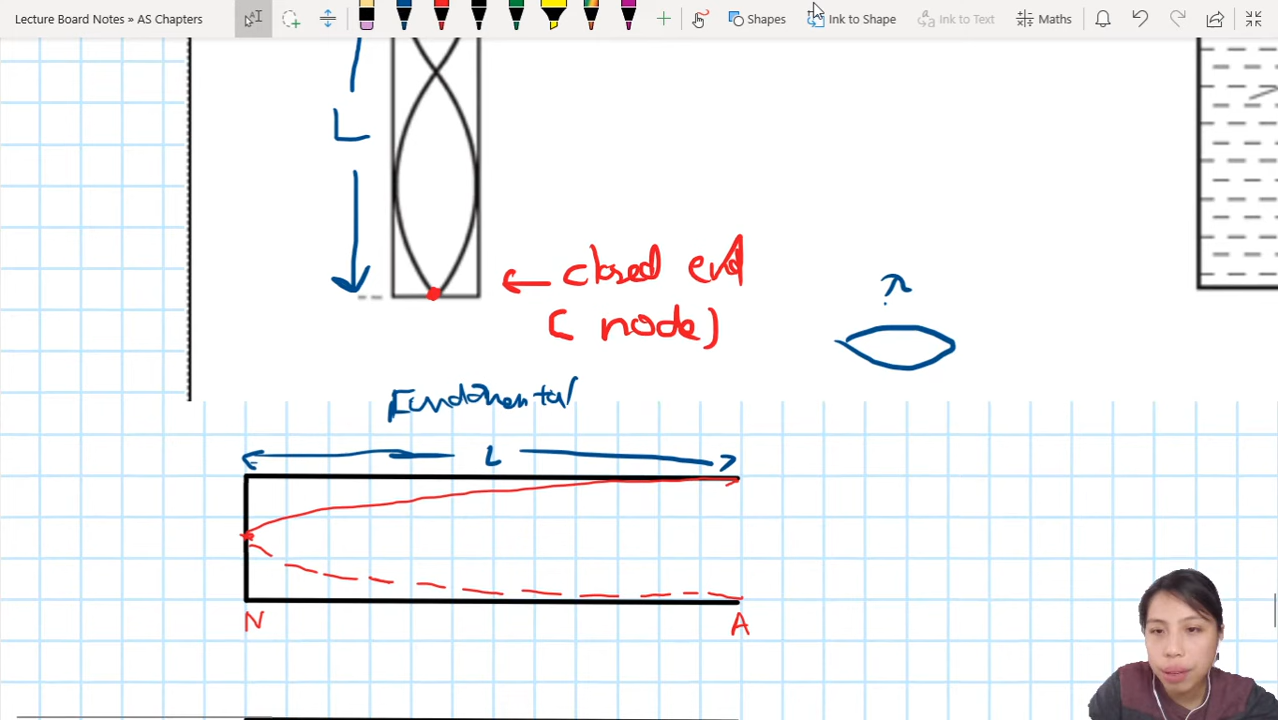 Lecture Board Notes » AS Chapters
Shapes
Ink to Shape
Ink to Text
Maths
L
← closed end
( node )
Fundamental
L
N
A